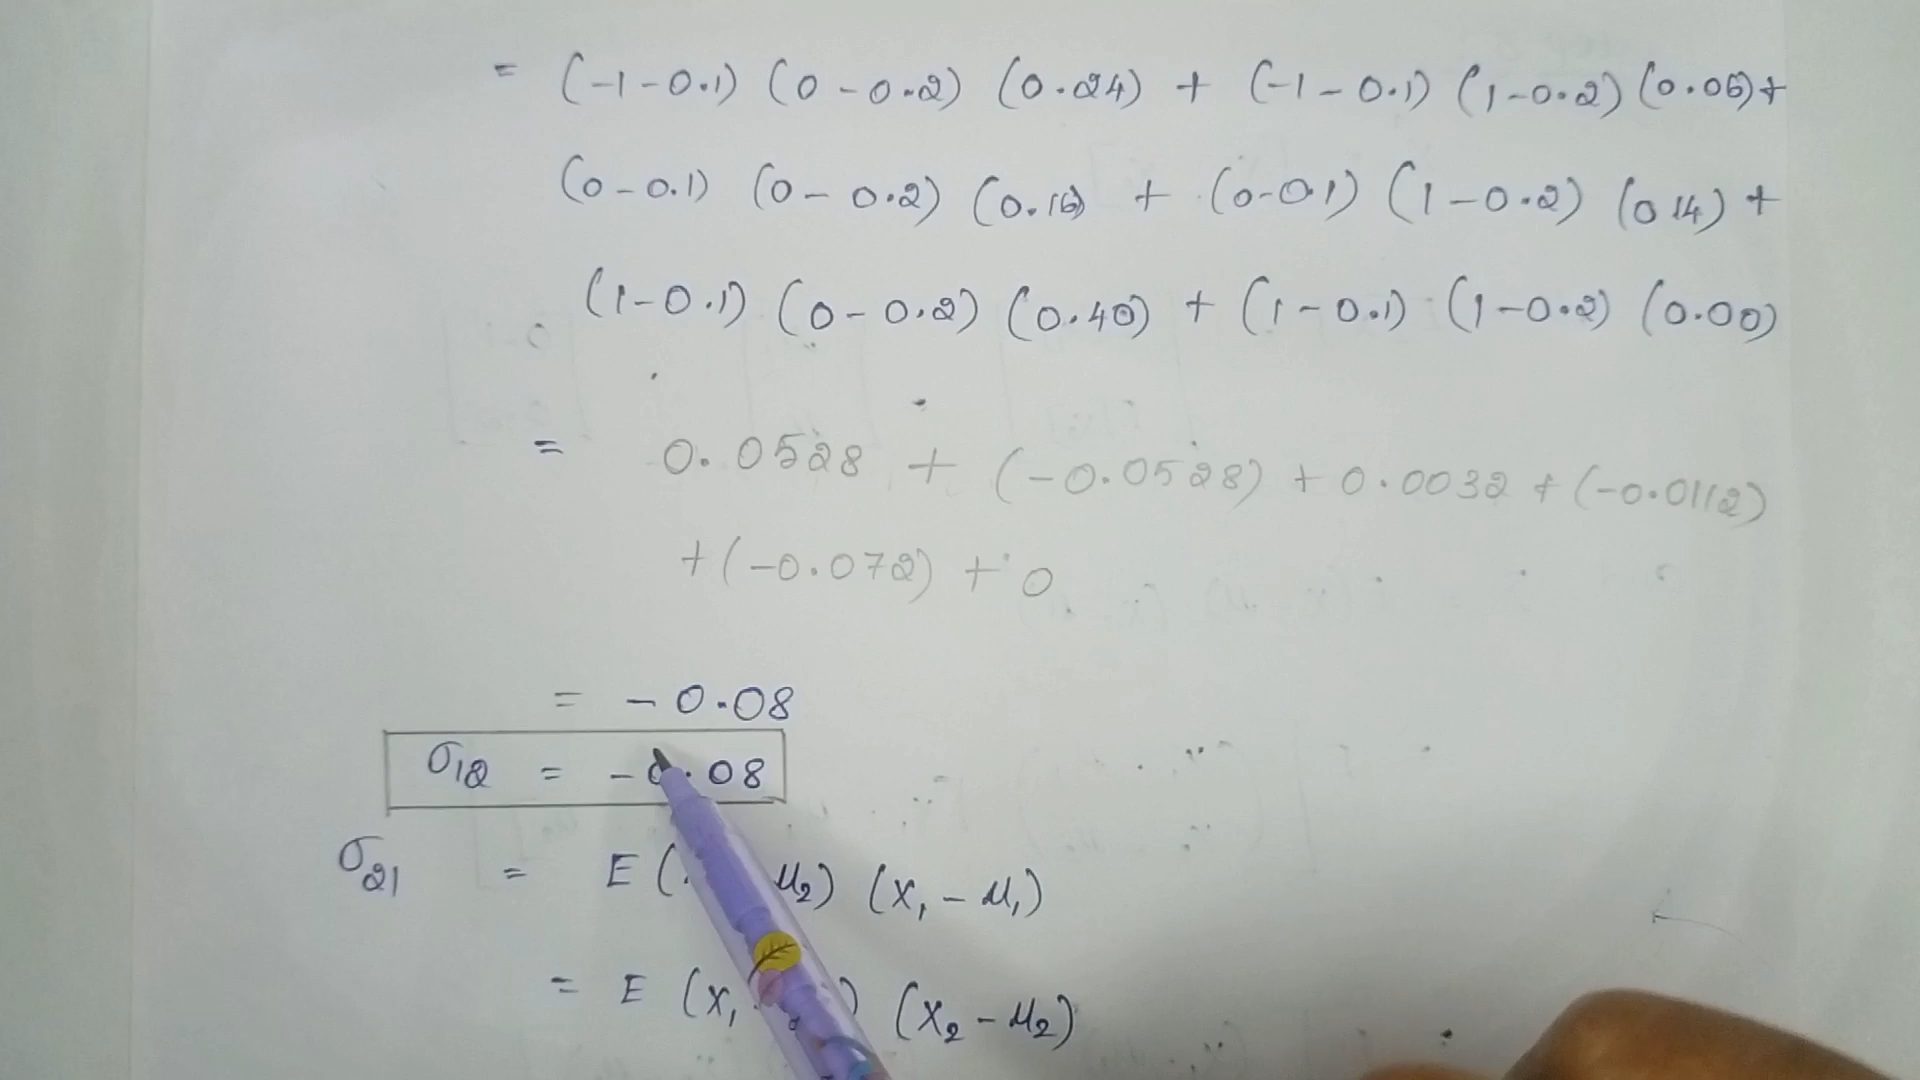 = (-1-0.1) (0-0.2) (0.24) + (-1-0.1) (1-0.2) (0.06) +
(0-0.1) (0-0.2) (0.16) + (0-0.1) (1-0.2) (0.14) +
(1-0.1) (0-0.2) (0.40) + (1-0.1) (1-0.2) (0.00)
= 0.0528 + (-0.0528) + 0.0032 + (-0.0112)
+ (-0.072) + 0
= -0.08
σ12 = -0.08
σ21 = E ( μ2) (X1 - μ1)
= E (X1 ) (X2 - μ2)